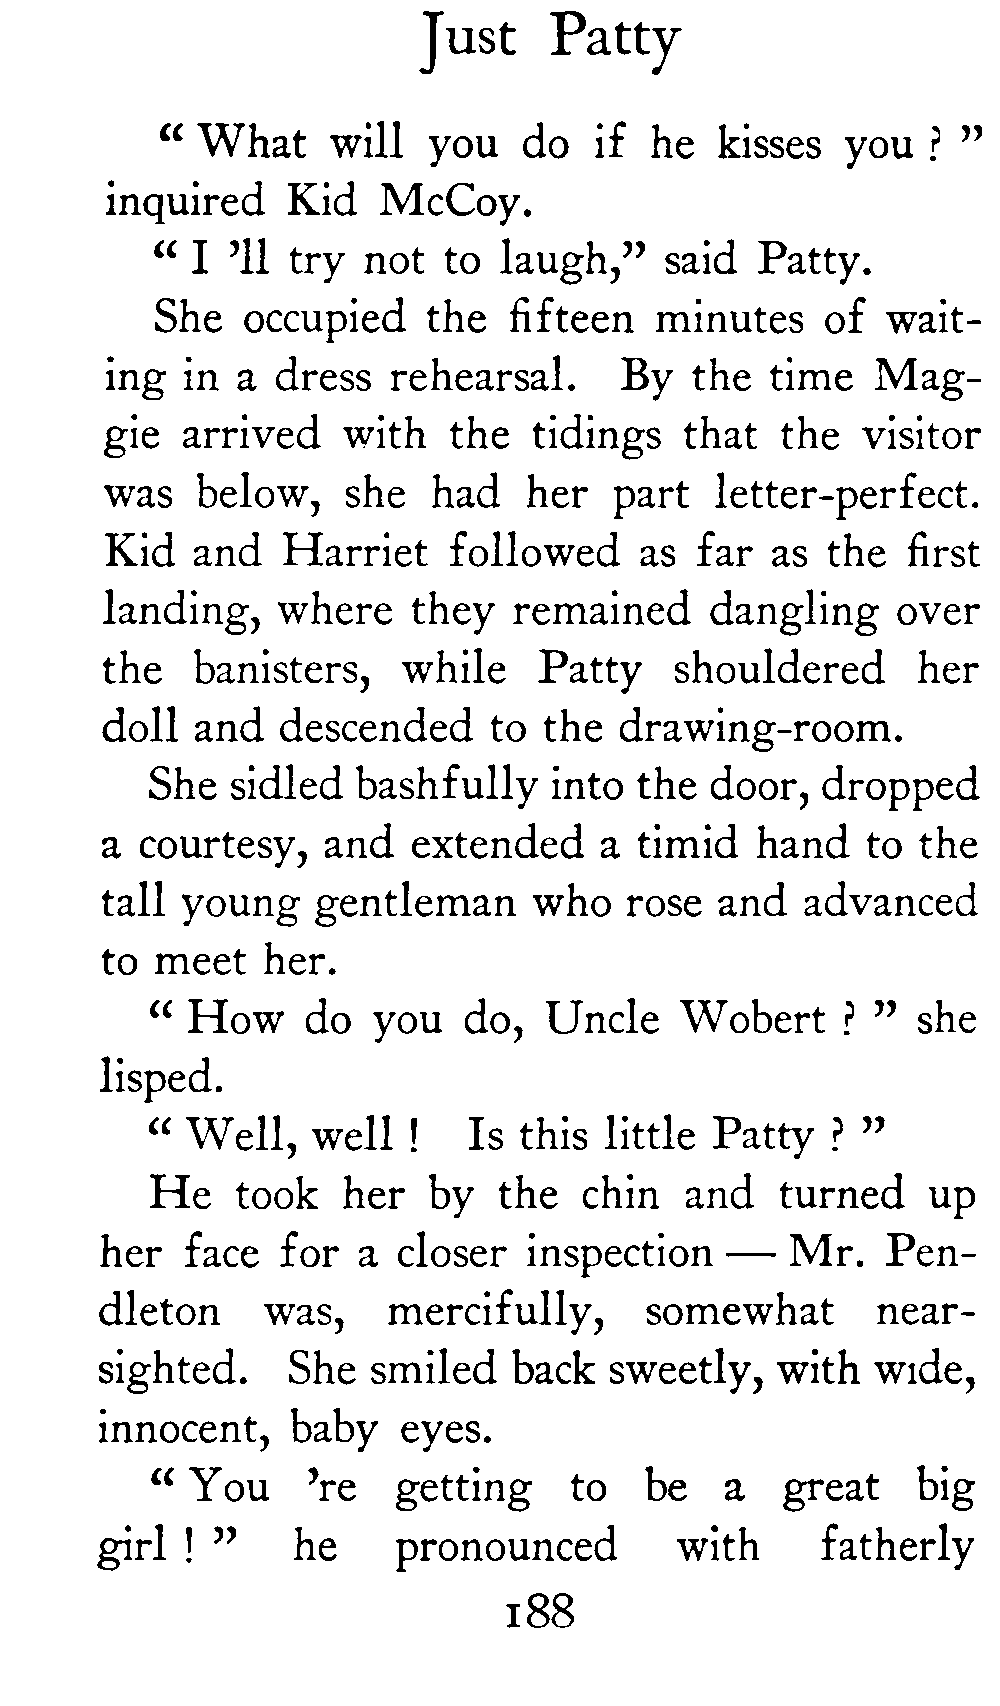 Just Patty
“ What will you do if he kisses you ? ”
inquired Kid McCoy.
“ I ’ll try not to laugh,” said Patty.
She occupied the fifteen minutes of wait-
ing in a dress rehearsal. By the time Mag-
gie arrived with the tidings that the visitor
was below, she had her part letter-perfect.
Kid and Harriet followed as far as the first
landing, where they remained dangling over
the banisters, while Patty shouldered her
doll and descended to the drawing-room.
She sidled bashfully into the door, dropped
a courtesy, and extended a timid hand to the
tall young gentleman who rose and advanced
to meet her.
“ How do you do, Uncle Wobert ? ” she
lisped.
“ Well, well ! Is this little Patty ? ”
He took her by the chin and turned up
her face for a closer inspection — Mr. Pen-
dleton was, mercifully, somewhat near-
sighted. She smiled back sweetly, with wide,
innocent, baby eyes.
“ You ’re getting to be a great big
girl ! ” he pronounced with fatherly
188